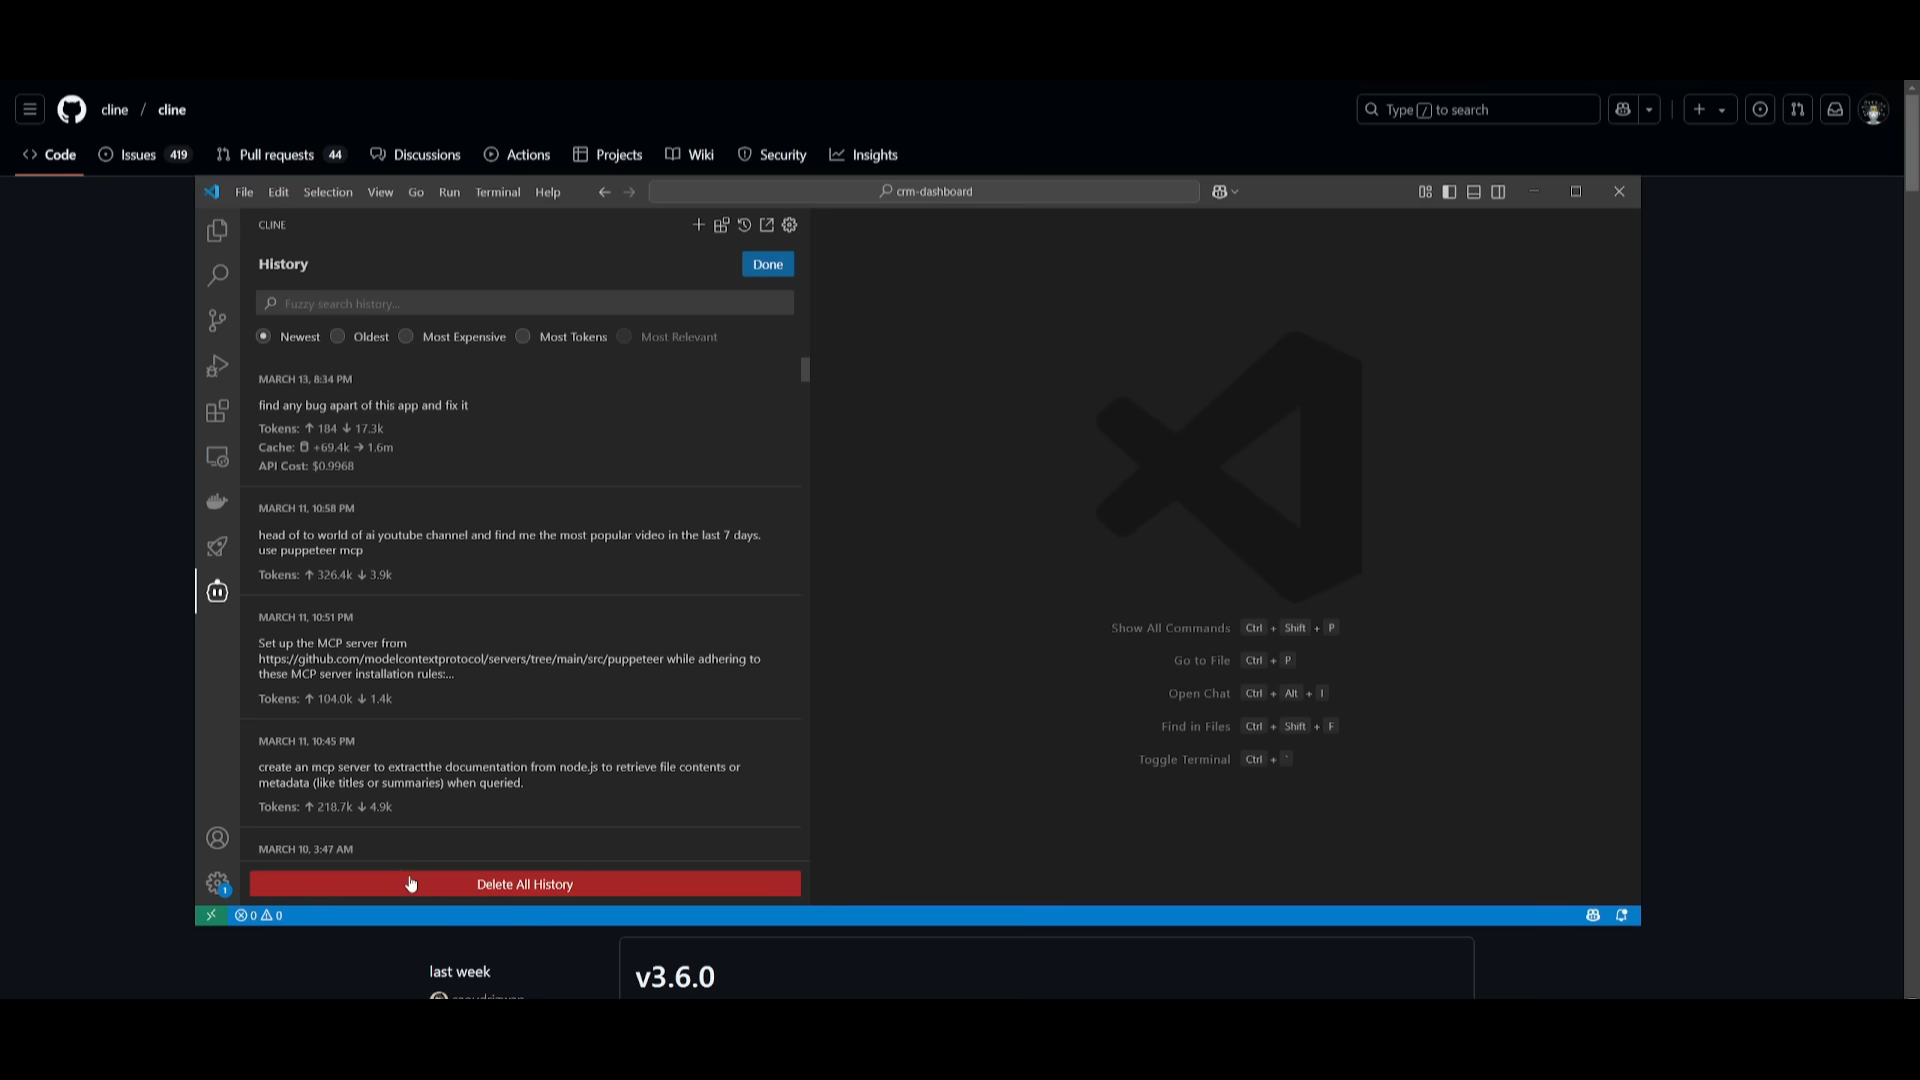 cline / cline
Type / to search
Code Issues 419 Pull requests 44 Discussions Actions Projects Wiki Security Insights
File Edit Selection View Go Run Terminal Help crm-dashboard
CLINE
History Done
Fuzzy search history...
Newest Oldest Most Expensive Most Tokens Most Relevant
MARCH 13, 8:34 PM
find any bug apart of this app and fix it
Tokens: ↑ 184 ↓ 17.3k
Cache: +69.4k → 1.6m
API Cost: $0.9968
MARCH 11, 10:58 PM
head of to world of ai youtube channel and find me the most popular video in the last 7 days.
use puppeteer mcp
Tokens: ↑ 326.4k ↓ 3.9k
MARCH 11, 10:51 PM
Set up the MCP server from
https://github.com/modelcontextprotocol/servers/tree/main/src/puppeteer while adhering to
these MCP server installation rules:...
Tokens: ↑ 104.0k ↓ 1.4k
MARCH 11, 10:45 PM
create an mcp server to extractthe documentation from node.js to retrieve file contents or
metadata (like titles or summaries) when queried.
Tokens: ↑ 218.7k ↓ 4.9k
MARCH 10, 3:47 AM
Delete All History
Show All Commands Ctrl + Shift + P
Go to File Ctrl + P
Open Chat Ctrl + Alt + I
Find in Files Ctrl + Shift + F
Toggle Terminal Ctrl + `
1
0 0
last week
v3.6.0